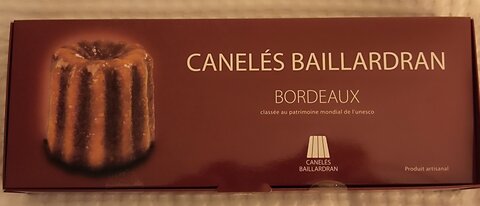 CANELÉS BAILLARDRAN
BORDEAUX
classée au patrimoine mondial de l'unesco
CANELÉS
BAILLARDRAN
Produit artisanal